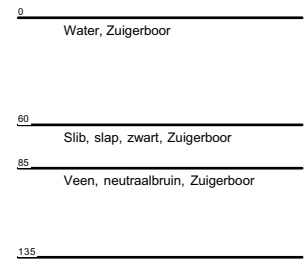 0
Water, Zuigerboor
60
Slib, slap, zwart, Zuigerboor
85
Veen, neutraalbruin, Zuigerboor
135